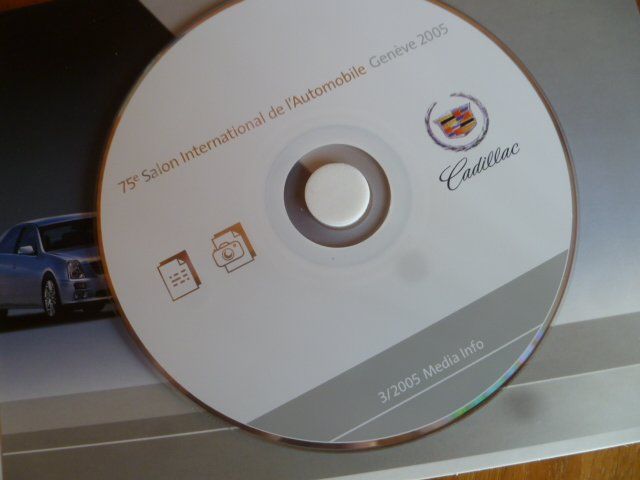 75e Salon International de l'Automobile Genève 2005
Cadillac
3/2005 Media Info